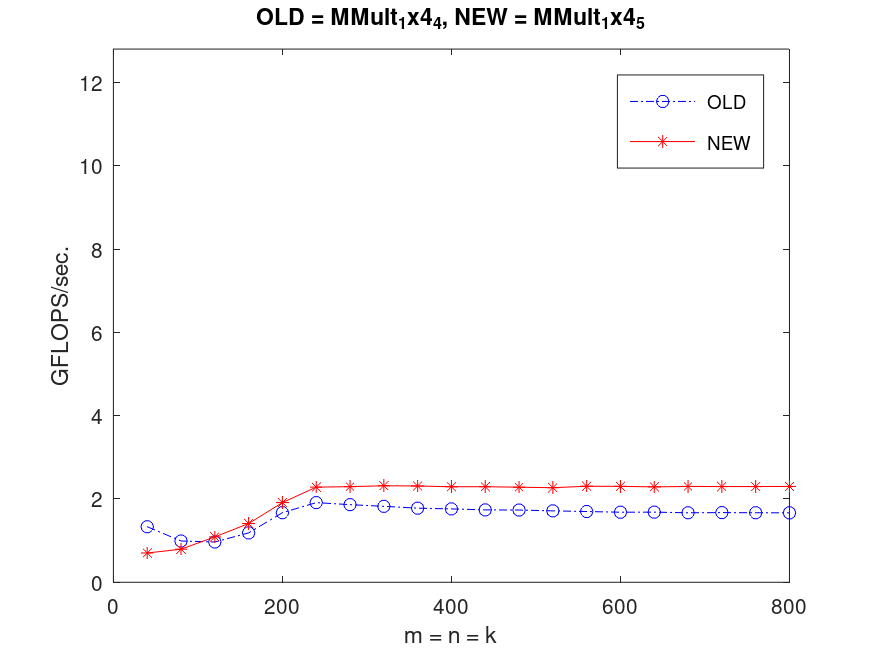 OLD = MMult₁x4₄, NEW = MMult₁x4₅
OLD
NEW
12
10
8
6
4
2
0
GFLOPS/sec.
0 200 400 600 800
m = n = k